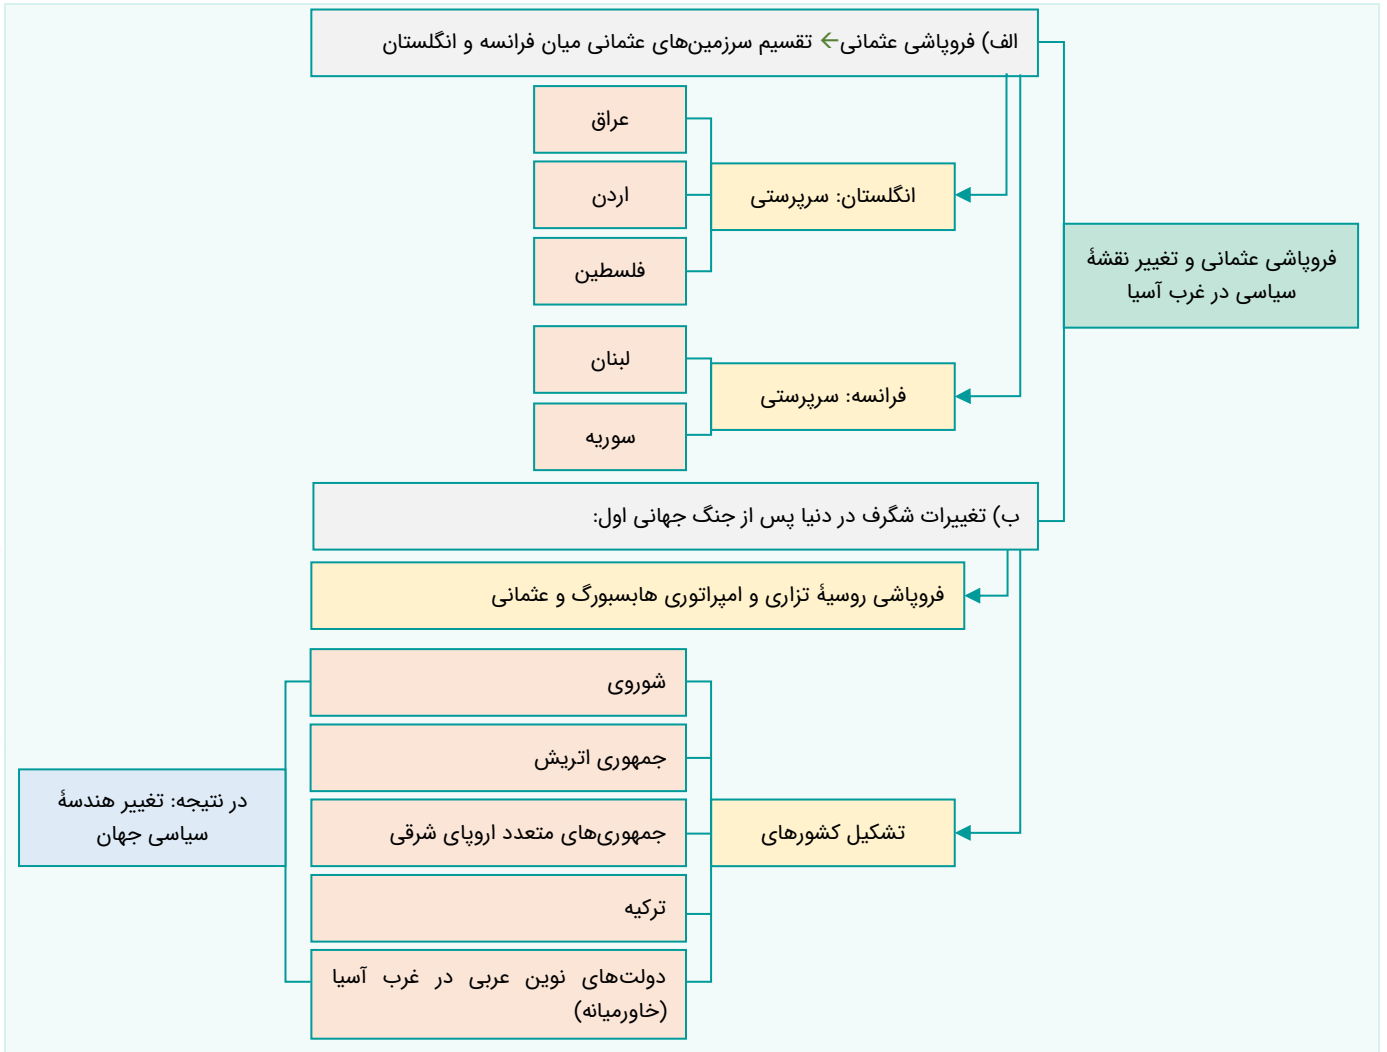 فروپاشی عثمانی و تغییر نقشهٔ
سیاسی در غرب آسیا
الف) فروپاشی عثمانی← تقسیم سرزمین‌های عثمانی میان فرانسه و انگلستان
انگلستان: سرپرستی
عراق
اردن
فلسطین
فرانسه: سرپرستی
لبنان
سوریه
ب) تغییرات شگرف در دنیا پس از جنگ جهانی اول:
فروپاشی روسیهٔ تزاری و امپراتوری هابسبورگ و عثمانی
تشکیل کشورهای
شوروی
جمهوری اتریش
جمهوری‌های متعدد اروپای شرقی
ترکیه
دولت‌های نوین عربی در غرب آسیا
(خاورمیانه)
در نتیجه: تغییر هندسهٔ
سیاسی جهان